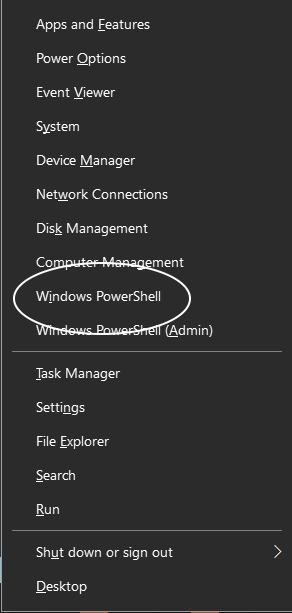 Apps and Features
Power Options
Event Viewer
System
Device Manager
Network Connections
Disk Management
Computer Management
Windows PowerShell
Windows PowerShell (Admin)
Task Manager
Settings
File Explorer
Search
Run
Shut down or sign out
Desktop